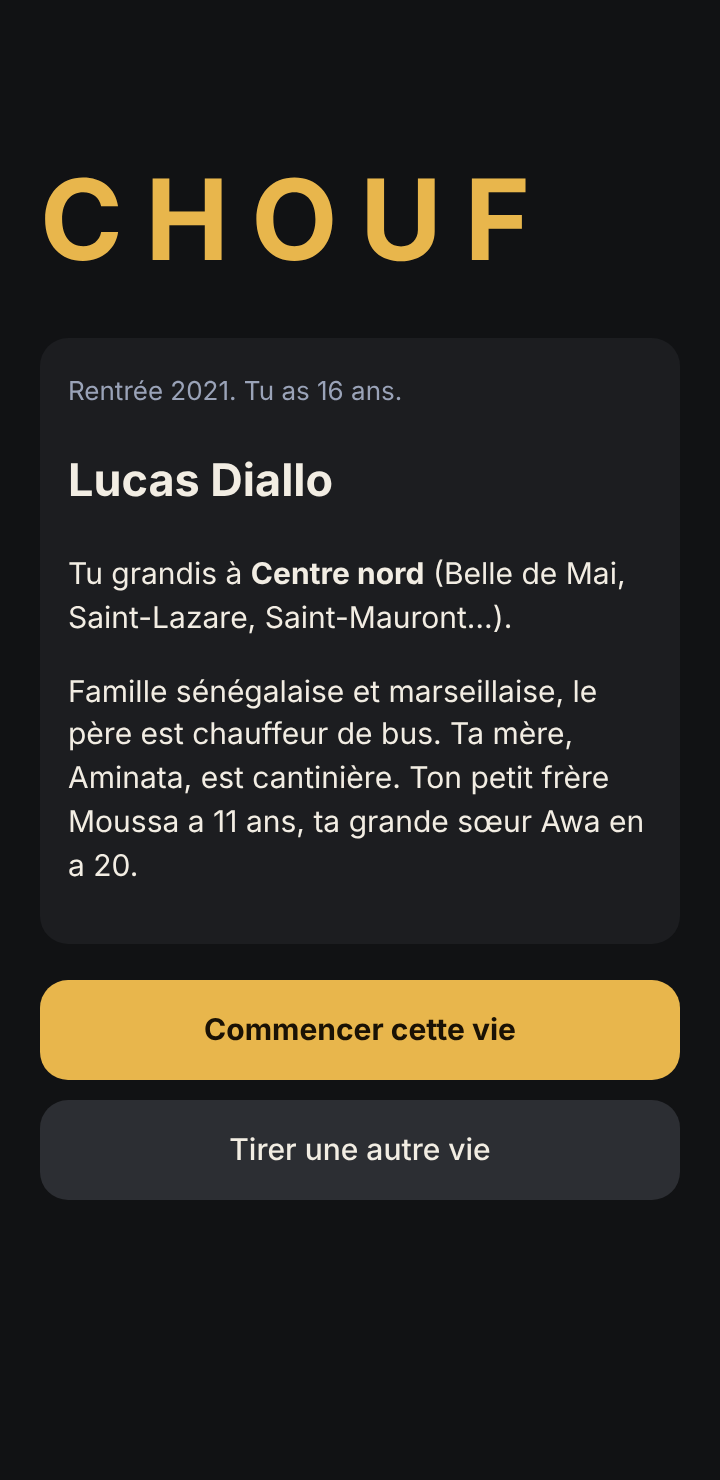 CHOUF
Rentrée 2021. Tu as 16 ans.
Lucas Diallo
Tu grandis à Centre nord (Belle de Mai,
Saint-Lazare, Saint-Mauront…).
Famille sénégalaise et marseillaise, le
père est chauffeur de bus. Ta mère,
Aminata, est cantinière. Ton petit frère
Moussa a 11 ans, ta grande sœur Awa en
a 20.
Commencer cette vie
Tirer une autre vie